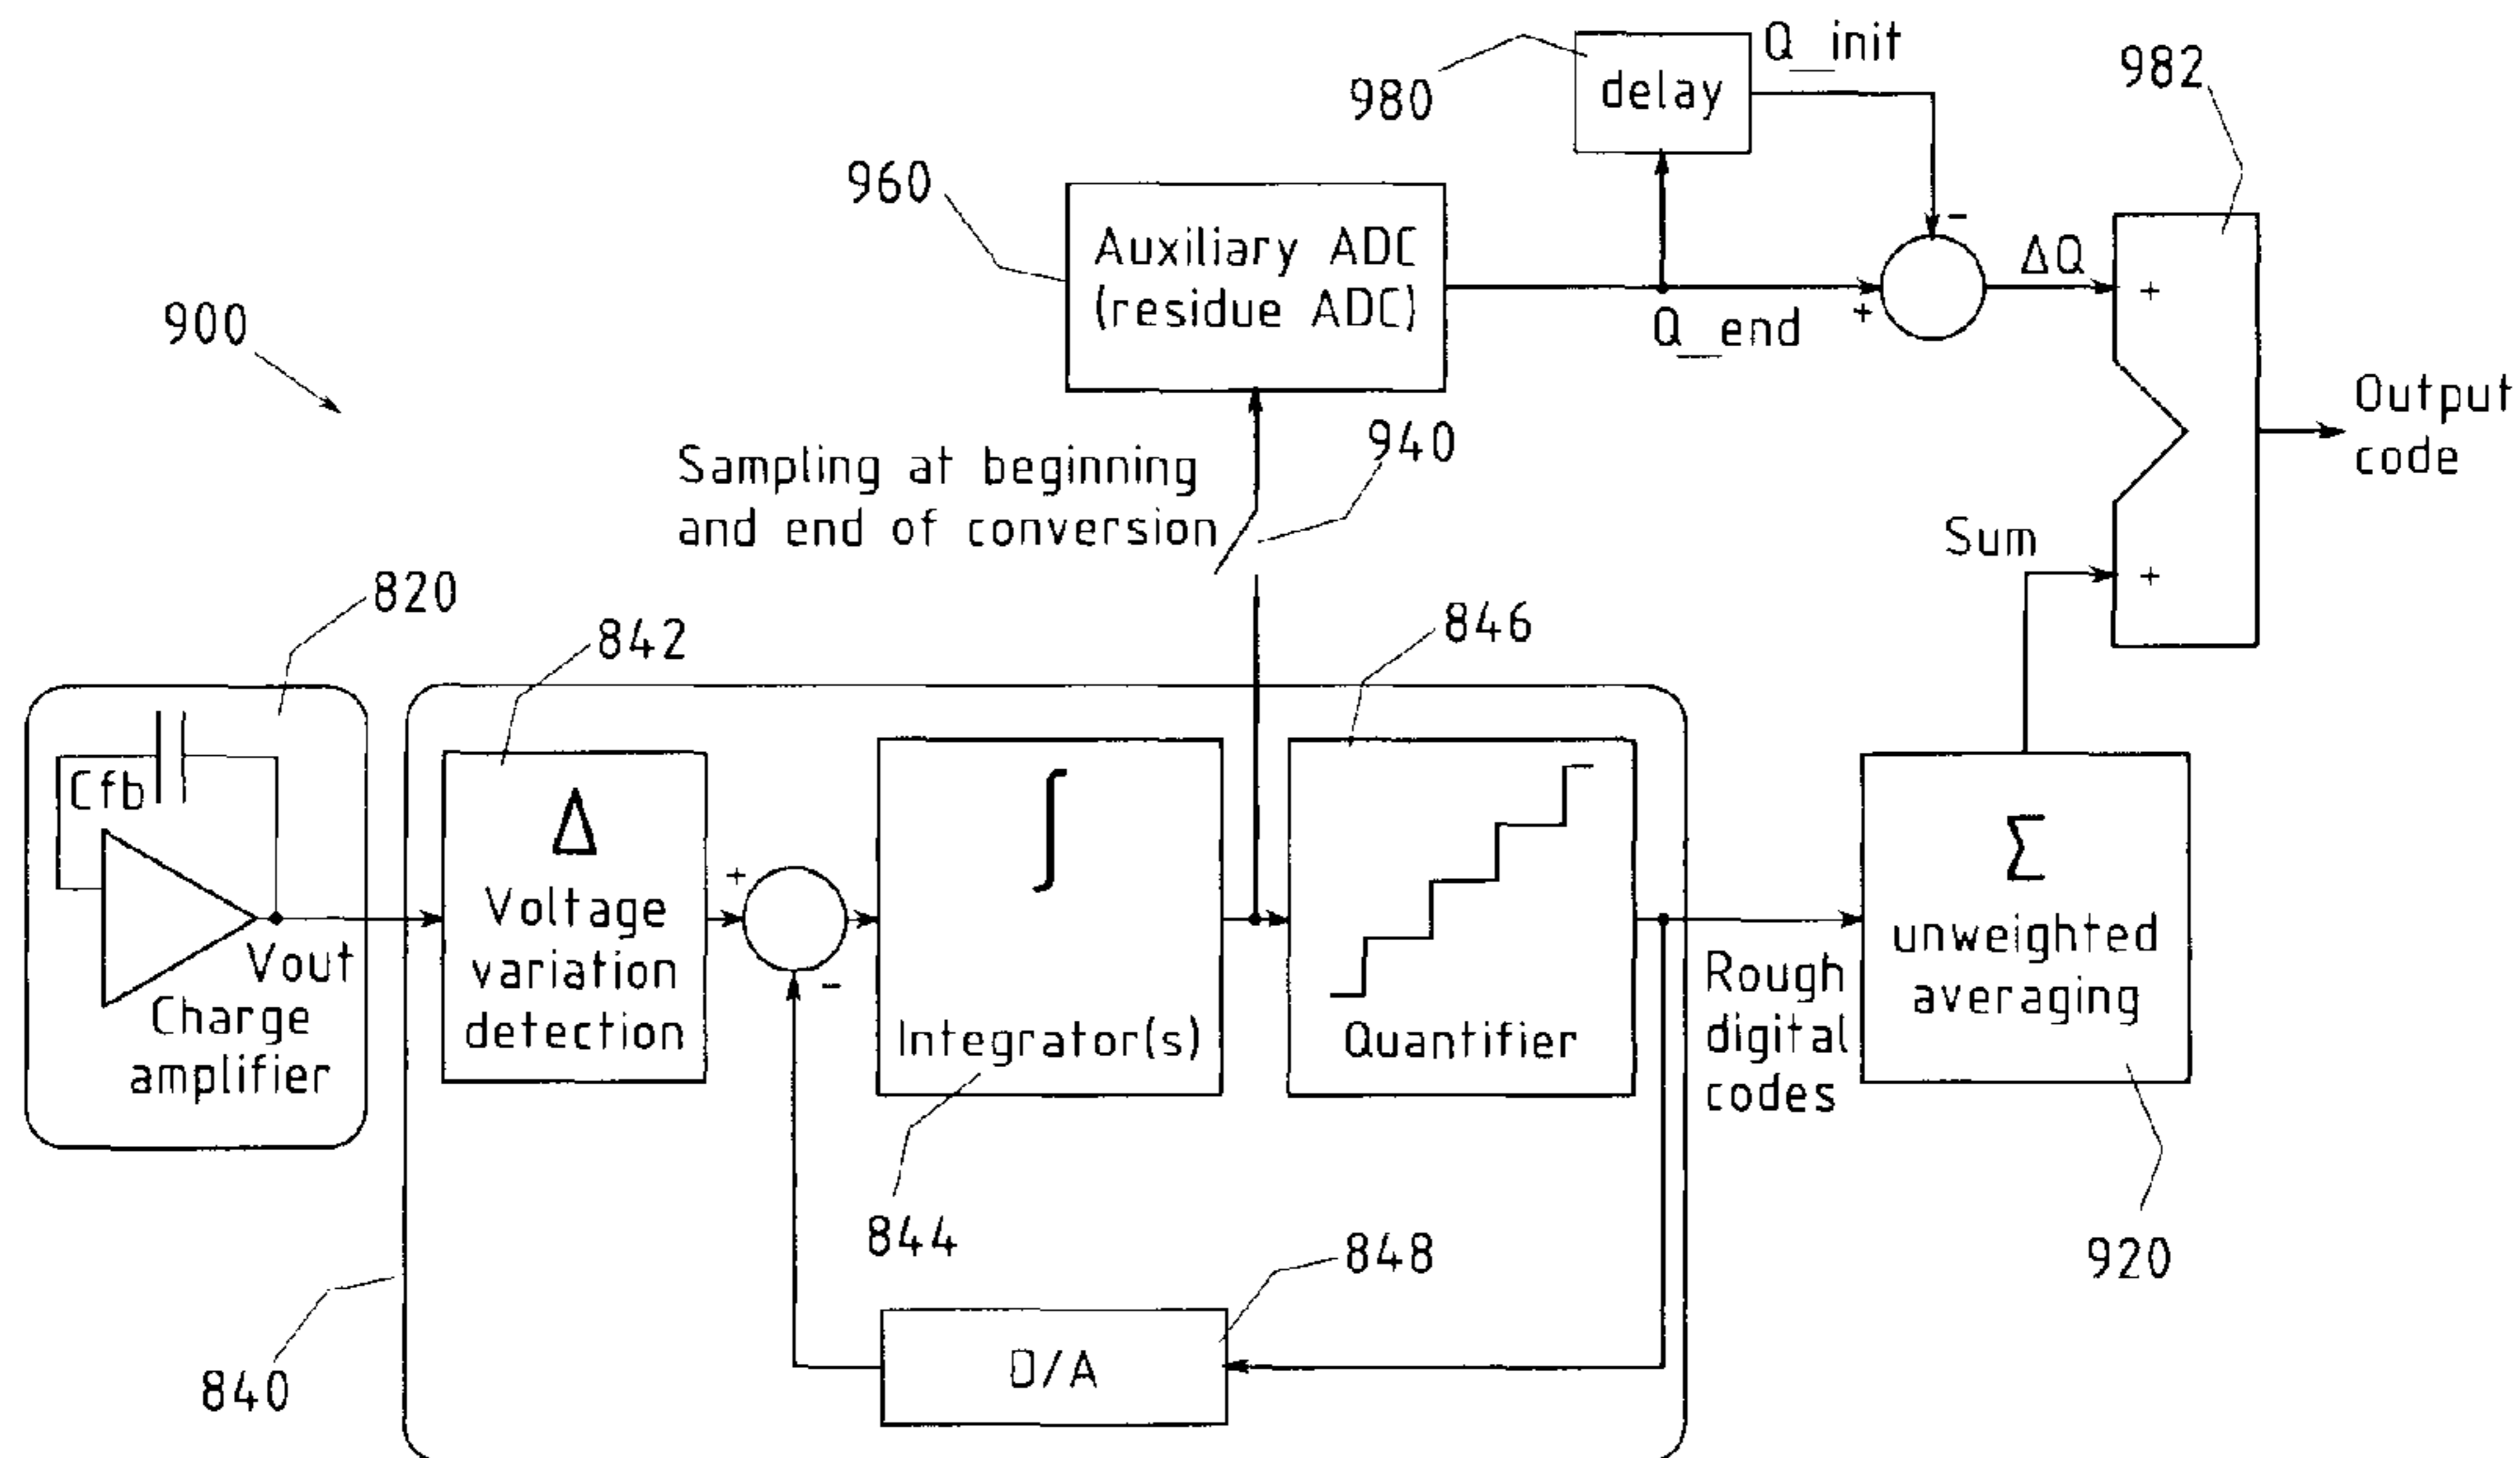 Q_init
982
980
delay
960
Auxiliary ADC
(residue ADC)
-
ΔQ
+
+
Q_end
900
Output
code
Sampling at beginning
and end of conversion
940
Sum
+
820
842
846
Cfb
Vout
Charge
amplifier
Δ
Voltage
variation
detection
+
-
∫
Integrator(s)
Quantifier
Rough
digital
codes
Σ
unweighted
averaging
844
848
920
840
D/A